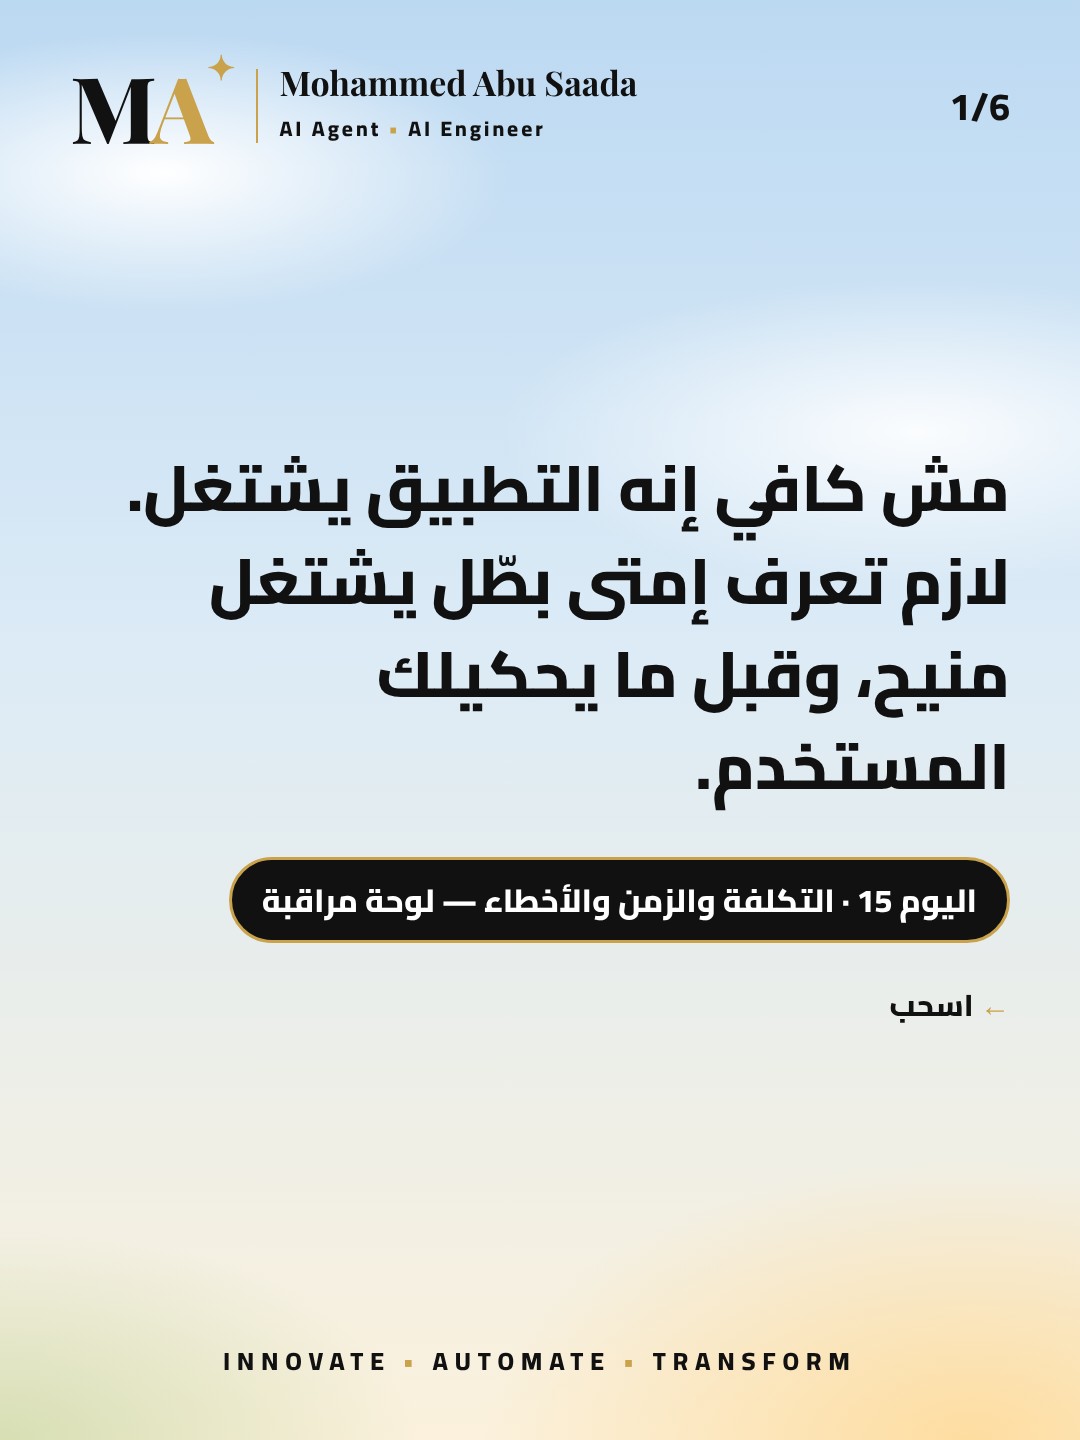 MA
Mohammed Abu Saada
AI Agent ▪ AI Engineer
1/6
مش كافي إنه التطبيق يشتغل.
لازم تعرف إمتى بطّل يشتغل
منيح، وقبل ما يحكيلك
المستخدم.
اليوم 15 · التكلفة والزمن والأخطاء — لوحة مراقبة
← اسحب
INNOVATE ▪ AUTOMATE ▪ TRANSFORM